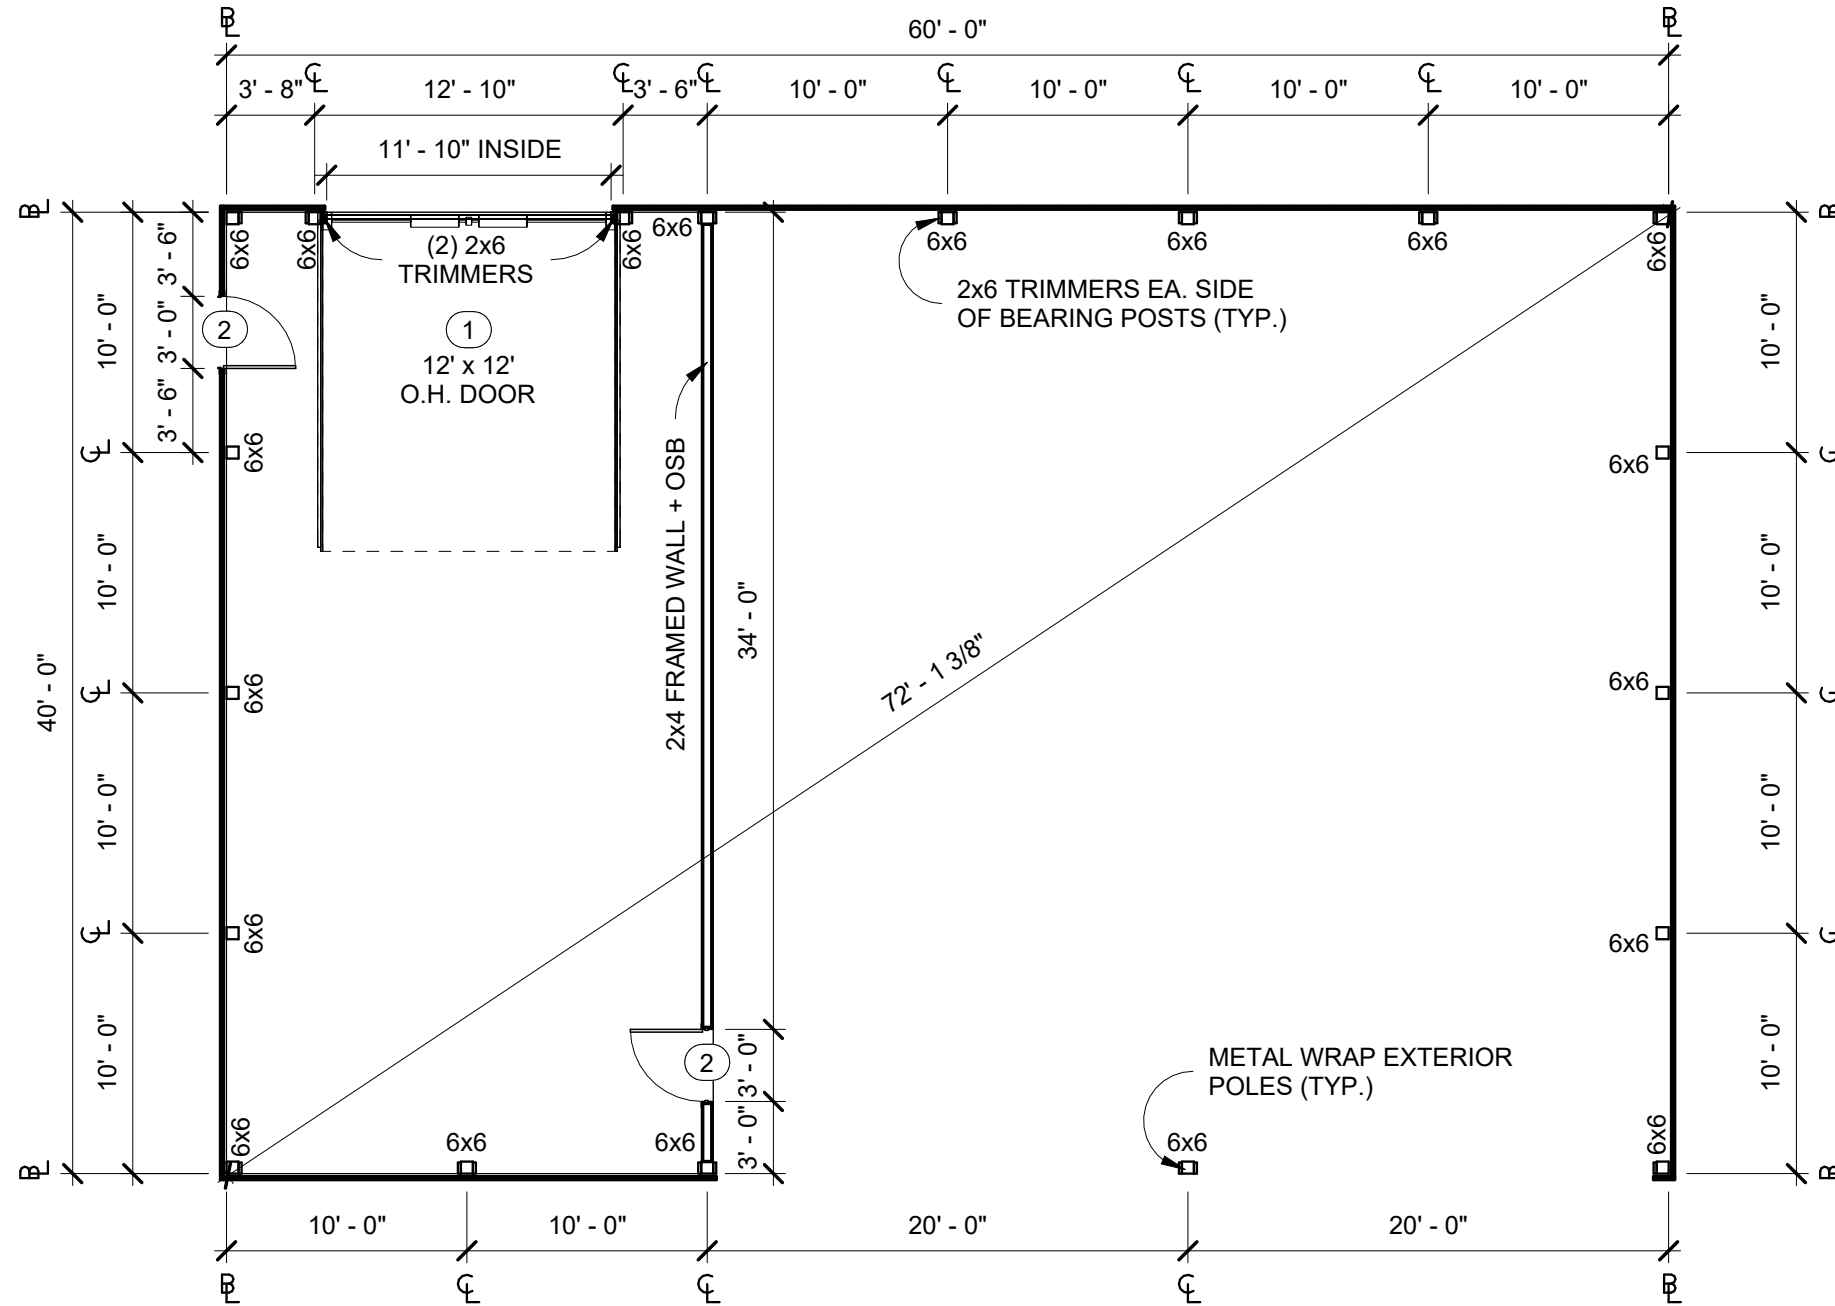 60' - 0"
3' - 8"
12' - 10"
3' - 6"
10' - 0"
10' - 0"
10' - 0"
10' - 0"
11' - 10" INSIDE
6x6
6x6
6x6
6x6
6x6
6x6
6x6
6x6
(2) 2x6
TRIMMERS
2x6 TRIMMERS EA. SIDE
OF BEARING POSTS (TYP.)
3' - 6"
3' - 0"
3' - 6"
2
1
12' x 12'
O.H. DOOR
40' - 0"
10' - 0"
10' - 0"
10' - 0"
10' - 0"
6x6
6x6
6x6
2x4 FRAMED WALL + OSB
34' - 0"
3' - 0"
3' - 0"
72' - 1 3/8"
2
6x6
6x6
6x6
10' - 0"
10' - 0"
10' - 0"
10' - 0"
METAL WRAP EXTERIOR
POLES (TYP.)
6x6
6x6
6x6
6x6
6x6
10' - 0"
10' - 0"
20' - 0"
20' - 0"